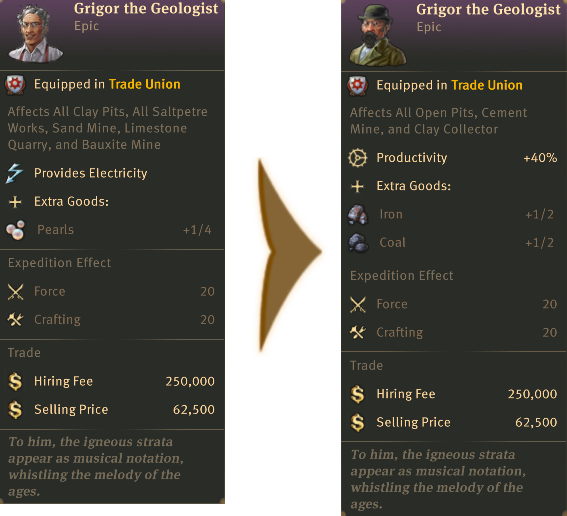 Grigor the Geologist
Epic
Equipped in Trade Union
Affects All Clay Pits, All Saltpetre
Works, Sand Mine, Limestone
Quarry, and Bauxite Mine
Provides Electricity
Extra Goods:
Pearls +1/4
Expedition Effect
Force 20
Crafting 20
Trade
Hiring Fee 250,000
Selling Price 62,500
To him, the igneous strata
appear as musical notation,
whistling the melody of the
ages.
Grigor the Geologist
Epic
Equipped in Trade Union
Affects All Open Pits, Cement
Mine, and Clay Collector
Productivity +40%
Extra Goods:
Iron +1/2
Coal +1/2
Expedition Effect
Force 20
Crafting 20
Trade
Hiring Fee 250,000
Selling Price 62,500
To him, the igneous strata
appear as musical notation,
whistling the melody of the
ages.